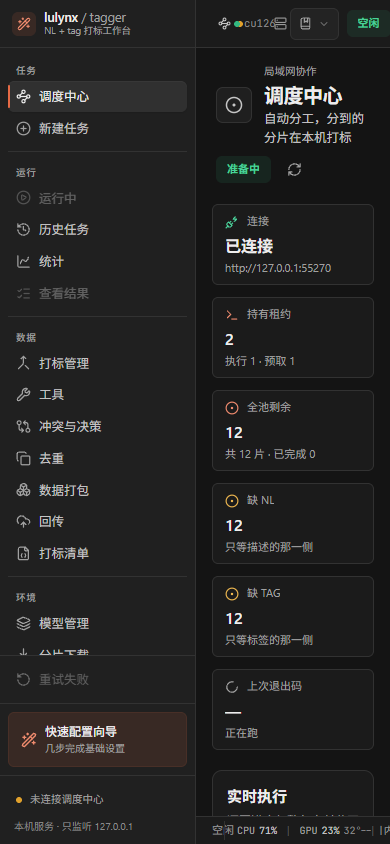 lulynx / tagger
NL + tag 打标工作台
任务
调度中心
新建任务
运行
运行中
历史任务
统计
查看结果
数据
打标管理
工具
冲突与决策
去重
数据打包
回传
打标清单
环境
模型管理
分片下载
重试失败
快速配置向导
几步完成基础设置
未连接调度中心
本机服务 · 只监听 127.0.0.1
cu126
空闲
局域网协作
调度中心
自动分工，分到的
分片在本机打标
准备中
连接
已连接
http://127.0.0.1:55270
持有租约
2
执行 1 · 预取 1
全池剩余
12
共 12 片 · 已完成 0
缺 NL
12
只等描述的那一侧
缺 TAG
12
只等标签的那一侧
上次退出码
—
正在跑
实时执行
空闲 CPU 71% | GPU 23% 32°—| |内